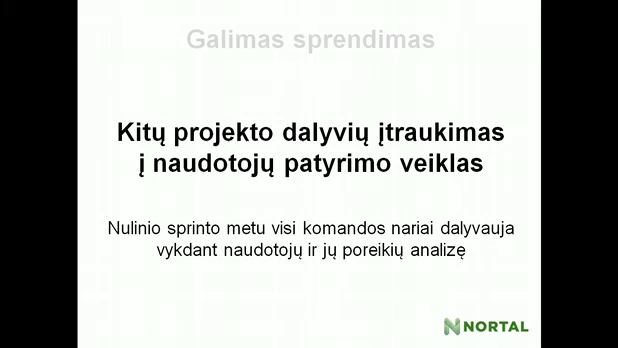 Galimas sprendimas
Kitų projekto dalyvių įtraukimas
į naudotojų patyrimo veiklas
Nulinio sprinto metu visi komandos nariai dalyvauja
vykdant naudotojų ir jų poreikių analizę
NORTAL